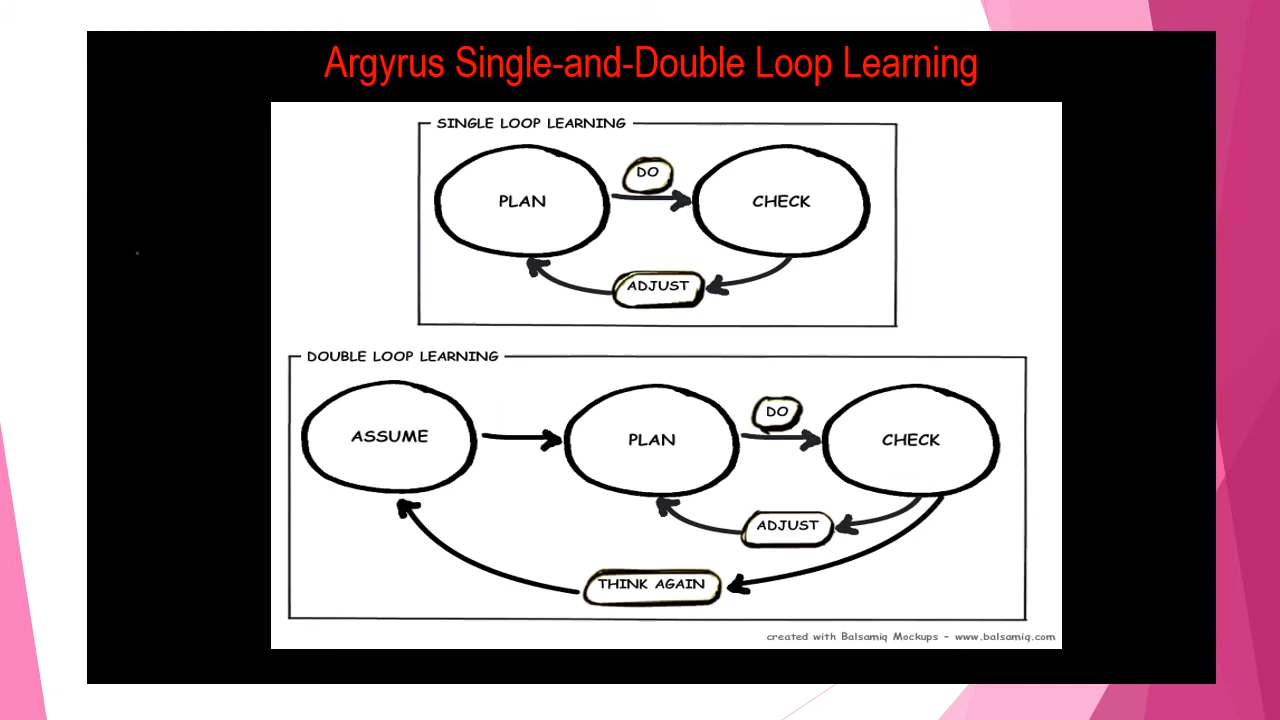 Argyrus Single-and-Double Loop Learning
SINGLE LOOP LEARNING
PLAN
DO
CHECK
ADJUST
DOUBLE LOOP LEARNING
ASSUME
PLAN
DO
CHECK
ADJUST
THINK AGAIN
created with Balsamiq Mockups - www.balsamiq.com